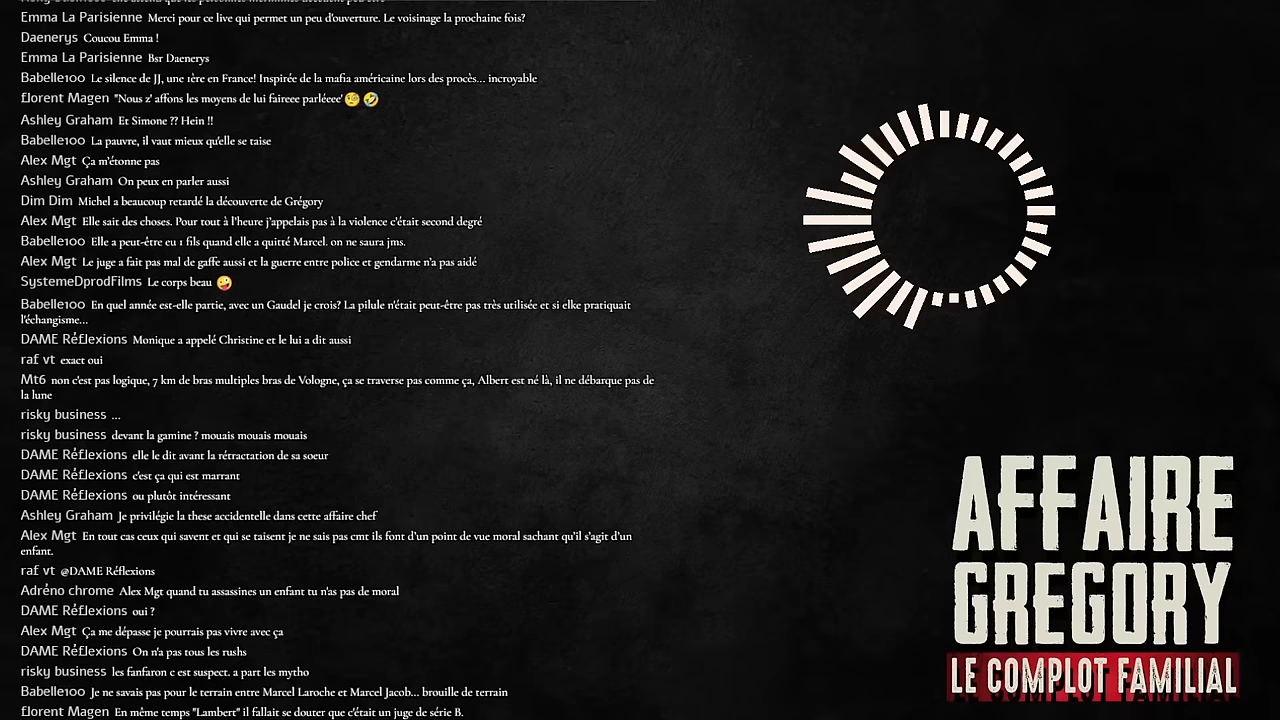 Emma La Parisienne Merci pour ce live qui permet un peu d'ouverture. Le voisinage la prochaine fois?
Daenerys Coucou Emma !
Emma La Parisienne Bsr Daenerys
Babelle100 Le silence de JJ, une 1ère en France! Inspirée de la mafia américaine lors des procès... incroyable
florent Magen "Nous z' affons les moyens de lui faireee parléeee'🧐 🤣
Ashley Graham Et Simone ?? Hein !!
Babelle100 La pauvre, il vaut mieux qu'elle se taise
Alex Mgt Ça m'étonne pas
Ashley Graham On peux en parler aussi
Dim Dim Michel a beaucoup retardé la découverte de Grégory
Alex Mgt Elle sait des choses. Pour tout à l'heure j'appelais pas à la violence c'était second degré
Babelle100 Elle a peut-être eu 1 fils quand elle a quitté Marcel. on ne saura jms.
Alex Mgt Le juge a fait pas mal de gaffe aussi et la guerre entre police et gendarme n'a pas aidé
SystemeDprodFilms Le corps beau 🤪
Babelle100 En quel année est-elle partie, avec un Gaudel je crois? La pilule n'était peut-être pas très utilisée et si elke pratiquait
l'échangisme...
DAME Réflexions Monique a appelé Christine et le lui a dit aussi
raf vt exact oui
Mt6 non c'est pas logique, 7 km de bras multiples bras de Vologne, ça se traverse pas comme ça, Albert est né là, il ne débarque pas de
la lune
risky business ...
risky business devant la gamine ? mouais mouais mouais
DAME Réflexions elle le dit avant la rétractation de sa soeur
DAME Réflexions c'est ça qui est marrant
DAME Réflexions ou plutôt intéressant
Ashley Graham Je privilégie la these accidentelle dans cette affaire chef
Alex Mgt En tout cas ceux qui savent et qui se taisent je ne sais pas cmt ils font d'un point de vue moral sachant qu'il s'agit d'un
enfant.
raf vt @DAME Réflexions
Adréno chrome Alex Mgt quand tu assassines un enfant tu n'as pas de moral
DAME Réflexions oui ?
Alex Mgt Ça me dépasse je pourrais pas vivre avec ça
DAME Réflexions On n'a pas tous les rushs
risky business les fanfaron c est suspect. a part les mytho
Babelle100 Je ne savais pas pour le terrain entre Marcel Laroche et Marcel Jacob... brouille de terrain
florent Magen En même temps "Lambert" il fallait se douter que c'était un juge de série B.
AFFAIRE
GREGORY
LE COMPLOT FAMILIAL